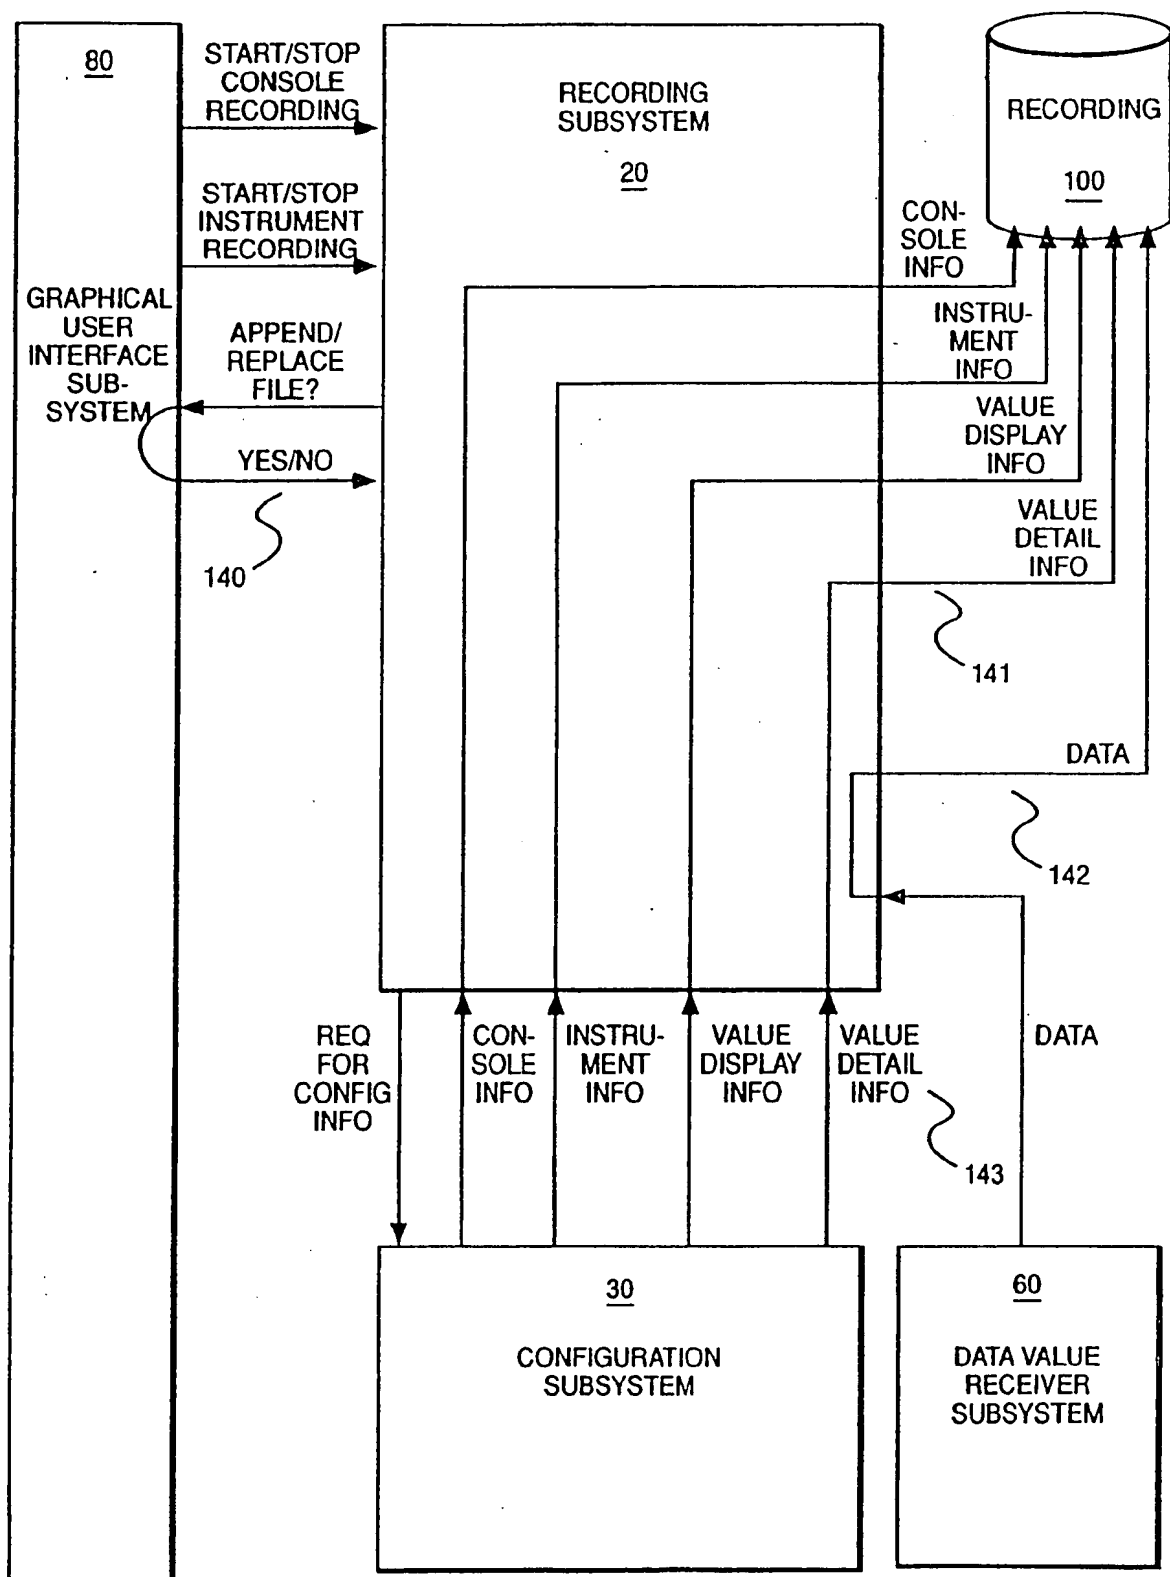 80
START/STOP
CONSOLE
RECORDING
START/STOP
INSTRUMENT
RECORDING
GRAPHICAL
USER
INTERFACE
SUB-
SYSTEM
APPEND/
REPLACE
FILE?
YES/NO
140
RECORDING
SUBSYSTEM
20
RECORDING
100
CON-
SOLE
INFO
INSTRU-
MENT
INFO
VALUE
DISPLAY
INFO
VALUE
DETAIL
INFO
141
DATA
142
REQ
FOR
CONFIG
INFO
CON-
SOLE
INFO
INSTRU-
MENT
INFO
VALUE
DISPLAY
INFO
VALUE
DETAIL
INFO
DATA
143
30
CONFIGURATION
SUBSYSTEM
60
DATA VALUE
RECEIVER
SUBSYSTEM